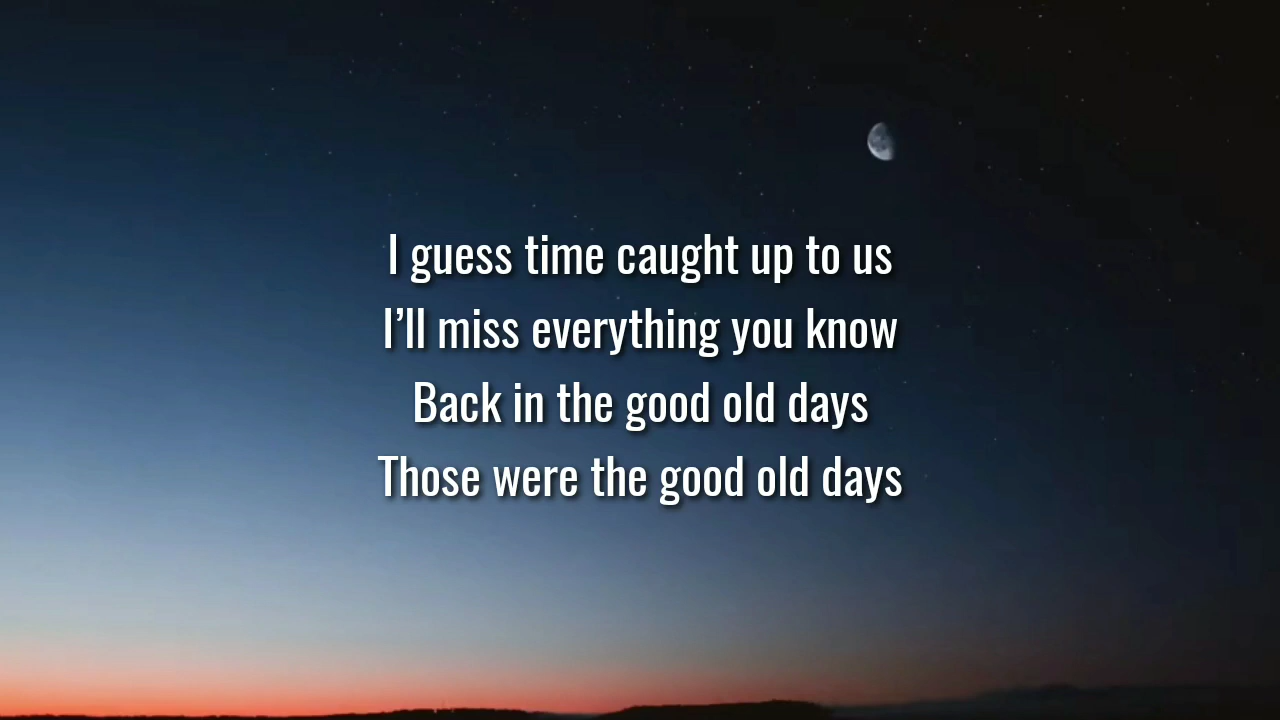 I guess time caught up to us
I’ll miss everything you know
Back in the good old days
Those were the good old days